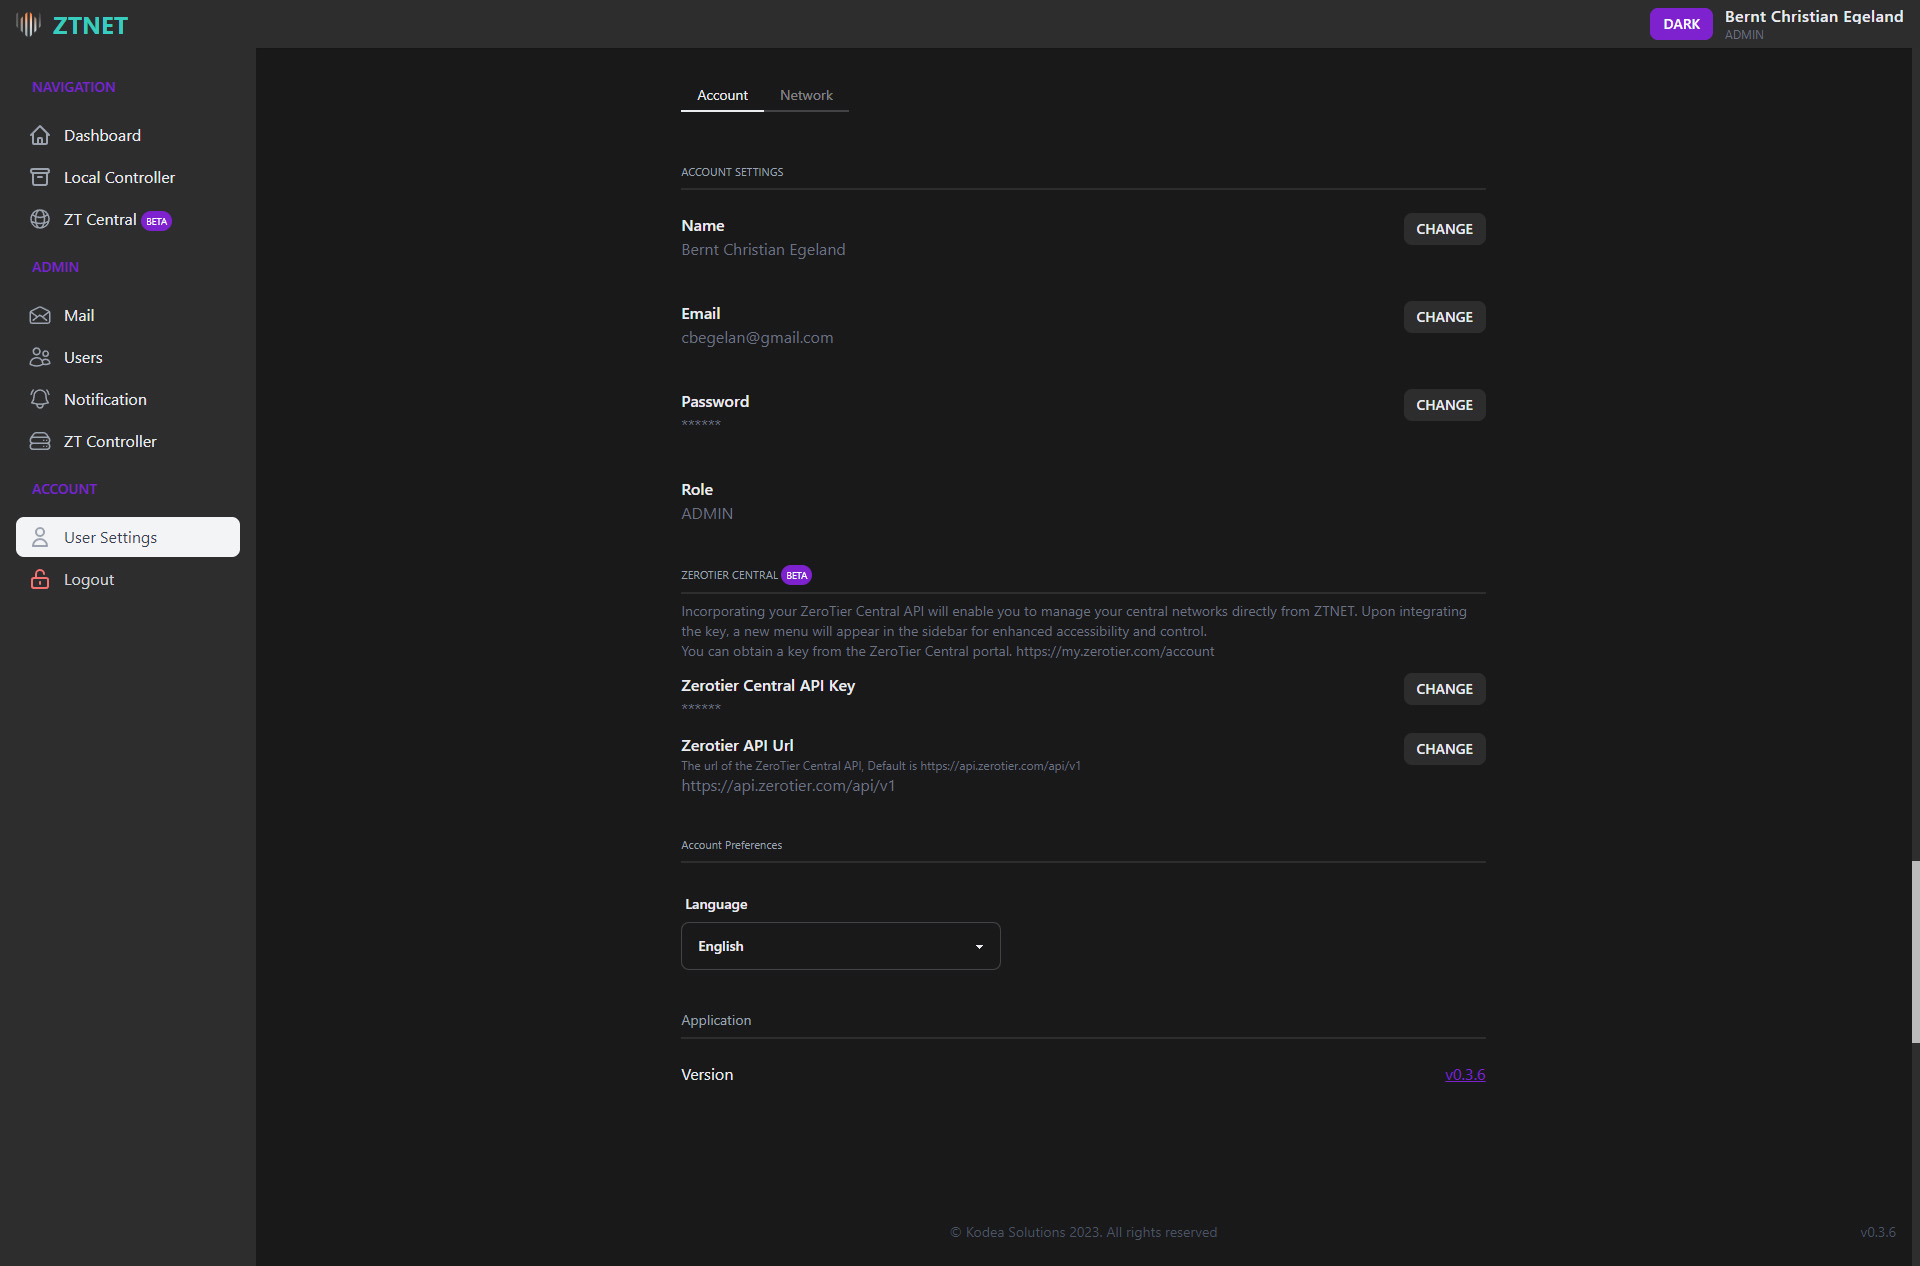 ZTNET
DARK
Bernt Christian Egeland
ADMIN
NAVIGATION
Dashboard
Local Controller
ZT Central BETA
ADMIN
Mail
Users
Notification
ZT Controller
ACCOUNT
User Settings
Logout
Account Network
ACCOUNT SETTINGS
Name
Bernt Christian Egeland
CHANGE
Email
cbegelan@gmail.com
CHANGE
Password
******
CHANGE
Role
ADMIN
ZEROTIER CENTRAL BETA
Incorporating your ZeroTier Central API will enable you to manage your central networks directly from ZTNET. Upon integrating
the key, a new menu will appear in the sidebar for enhanced accessibility and control.
You can obtain a key from the ZeroTier Central portal. https://my.zerotier.com/account
Zerotier Central API Key
******
CHANGE
Zerotier API Url
The url of the ZeroTier Central API, Default is https://api.zerotier.com/api/v1
https://api.zerotier.com/api/v1
CHANGE
Account Preferences
Language
English
Application
Version v0.3.6
© Kodea Solutions 2023. All rights reserved
v0.3.6